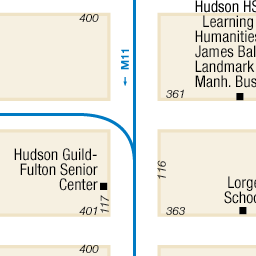 400
M11
Hudson HS
Learning
Humanities
James Bal
Landmark
Manh. Bus
361
Hudson Guild-
Fulton Senior
Center
117
401
116
Lorge
Schoo
363
400